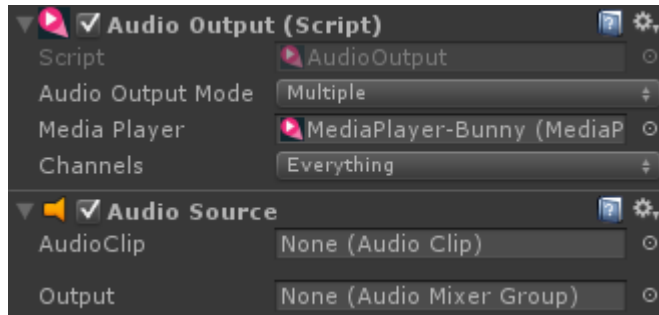 Audio Output (Script)
Script AudioOutput
Audio Output Mode Multiple
Media Player MediaPlayer-Bunny (MediaP
Channels Everything
Audio Source
AudioClip None (Audio Clip)
Output None (Audio Mixer Group)